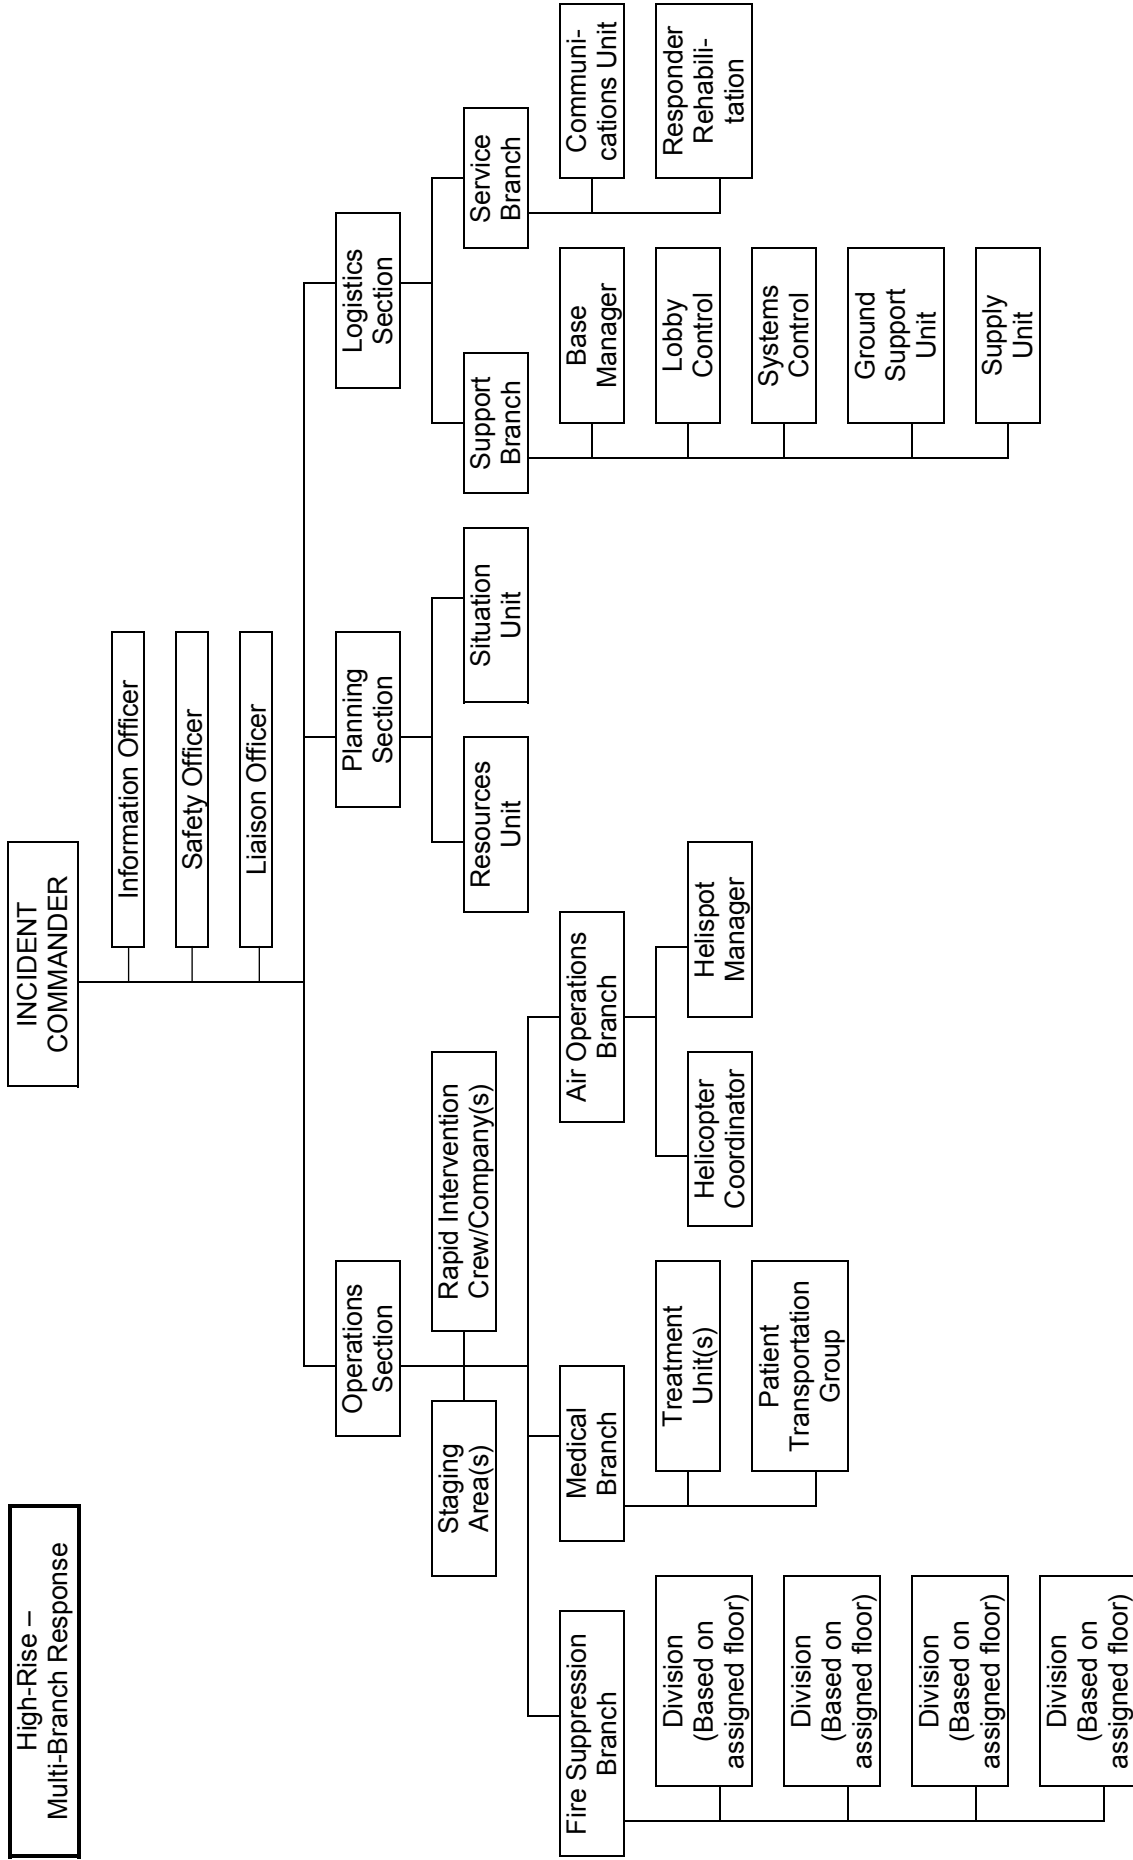 High-Rise –
Multi-Branch Response
INCIDENT
COMMANDER
Information Officer
Safety Officer
Liaison Officer
Operations
Section
Planning
Section
Logistics
Section
Staging
Area(s)
Rapid Intervention
Crew/Company(s)
Resources
Unit
Situation
Unit
Support
Branch
Service
Branch
Fire Suppression
Branch
Medical
Branch
Air Operations
Branch
Base
Manager
Communi-
cations Unit
Division
(Based on
assigned floor)
Treatment
Unit(s)
Helicopter
Coordinator
Helispot
Manager
Lobby
Control
Responder
Rehabili-
tation
Division
(Based on
assigned floor)
Patient
Transportation
Group
Systems
Control
Division
(Based on
assigned floor)
Ground
Support
Unit
Division
(Based on
assigned floor)
Supply
Unit